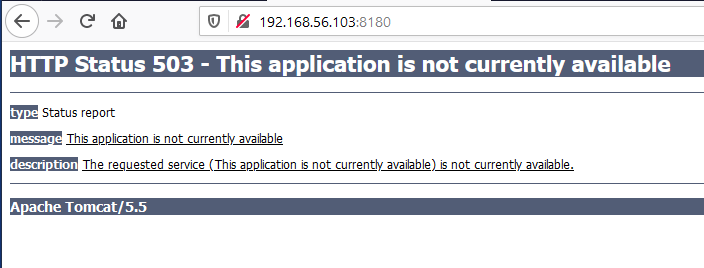 192.168.56.103:8180
HTTP Status 503 - This application is not currently available
type Status report
message This application is not currently available
description The requested service (This application is not currently available) is not currently available.
Apache Tomcat/5.5